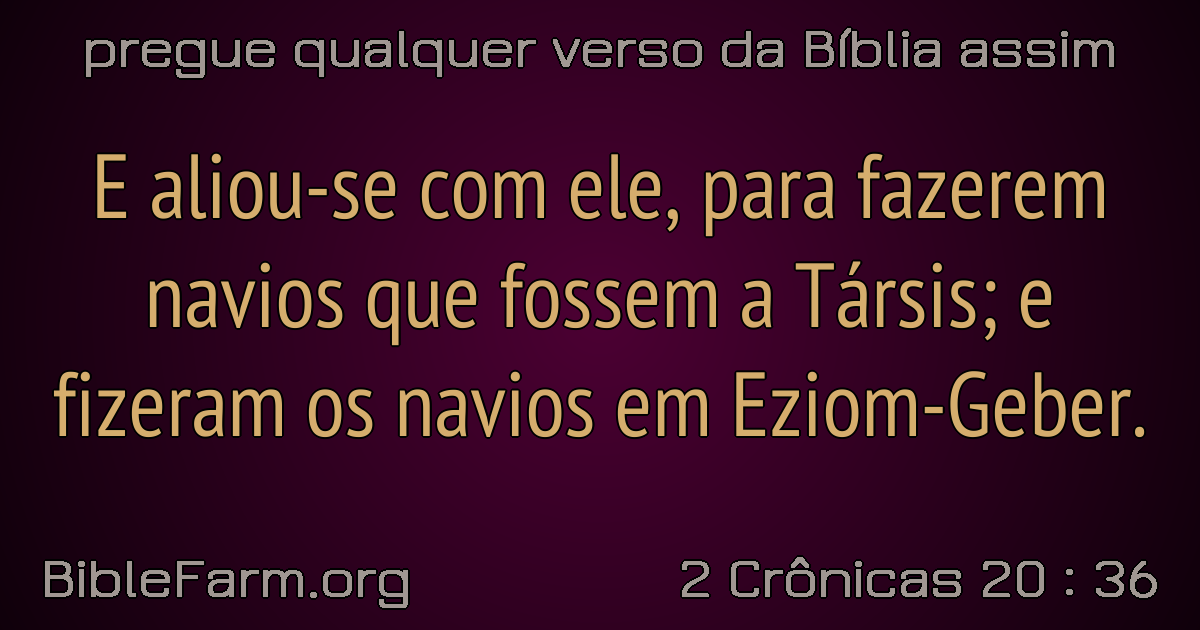 pregue qualquer verso da Bíblia assim
E aliou-se com ele, para fazerem
navios que fossem a Társis; e
fizeram os navios em Eziom-Geber.
BibleFarm.org
2 Crônicas 20 : 36